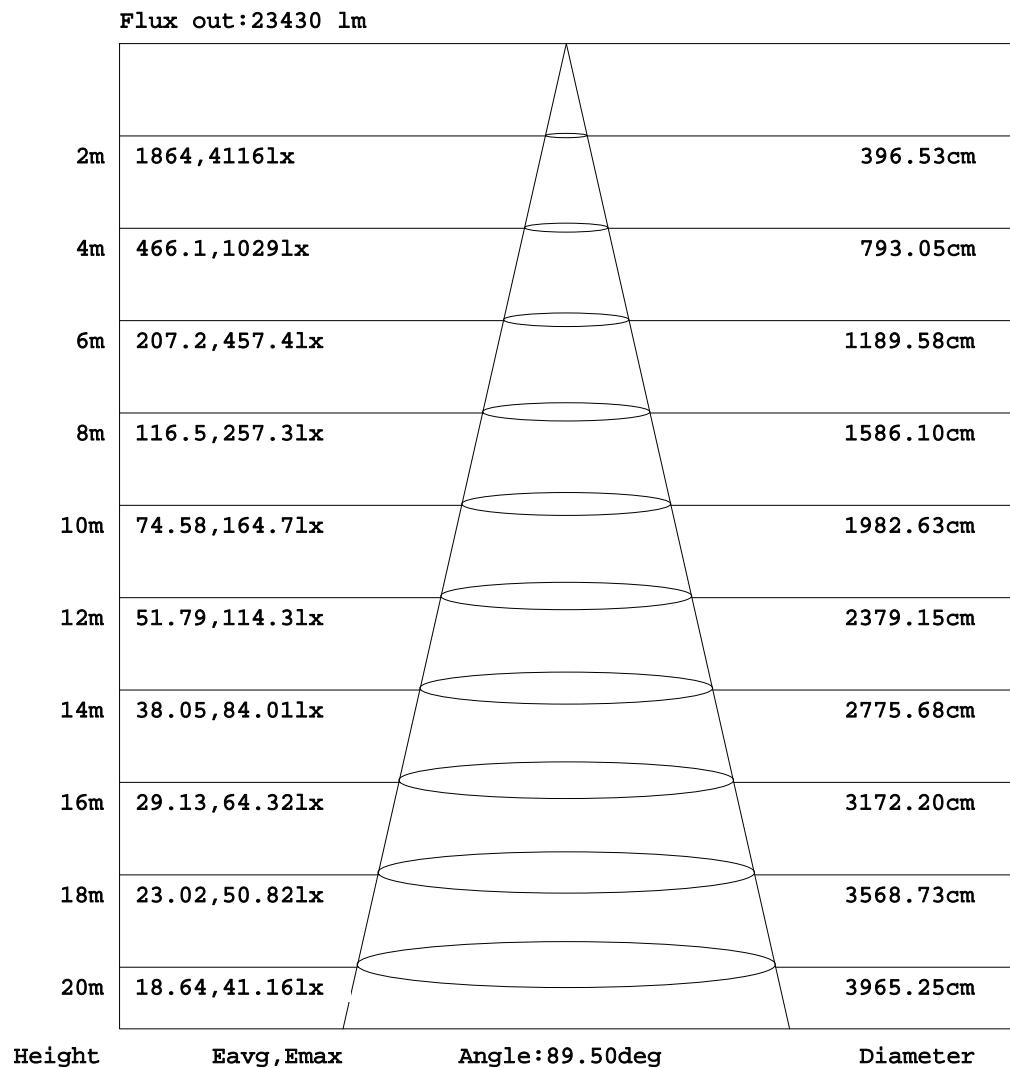 Flux out:23430 lm
2m 1864,4116lx 396.53cm
4m 466.1,1029lx 793.05cm
6m 207.2,457.4lx 1189.58cm
8m 116.5,257.3lx 1586.10cm
10m 74.58,164.7lx 1982.63cm
12m 51.79,114.3lx 2379.15cm
14m 38.05,84.01lx 2775.68cm
16m 29.13,64.32lx 3172.20cm
18m 23.02,50.82lx 3568.73cm
20m 18.64,41.16lx 3965.25cm
Height Eavg,Emax Angle:89.50deg Diameter